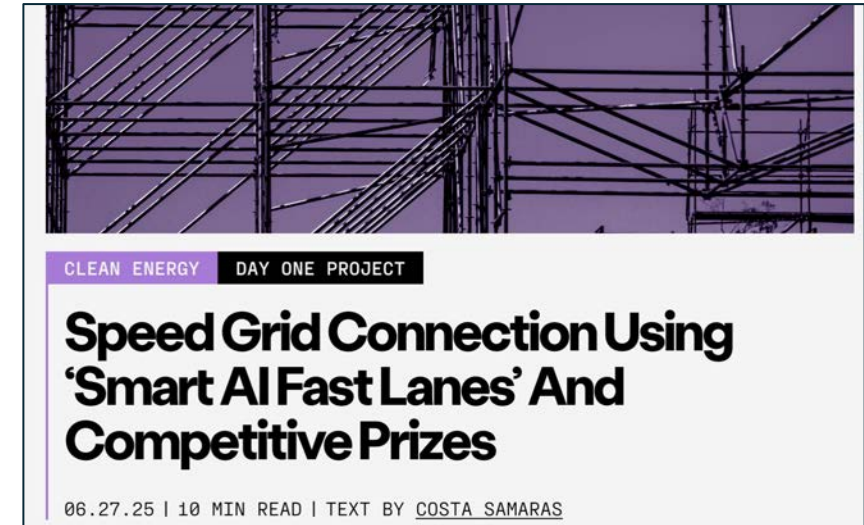 CLEAN ENERGY DAY ONE PROJECT
Speed Grid Connection Using
‘Smart AI Fast Lanes’ And
Competitive Prizes
06.27.25 | 10 MIN READ | TEXT BY COSTA SAMARAS